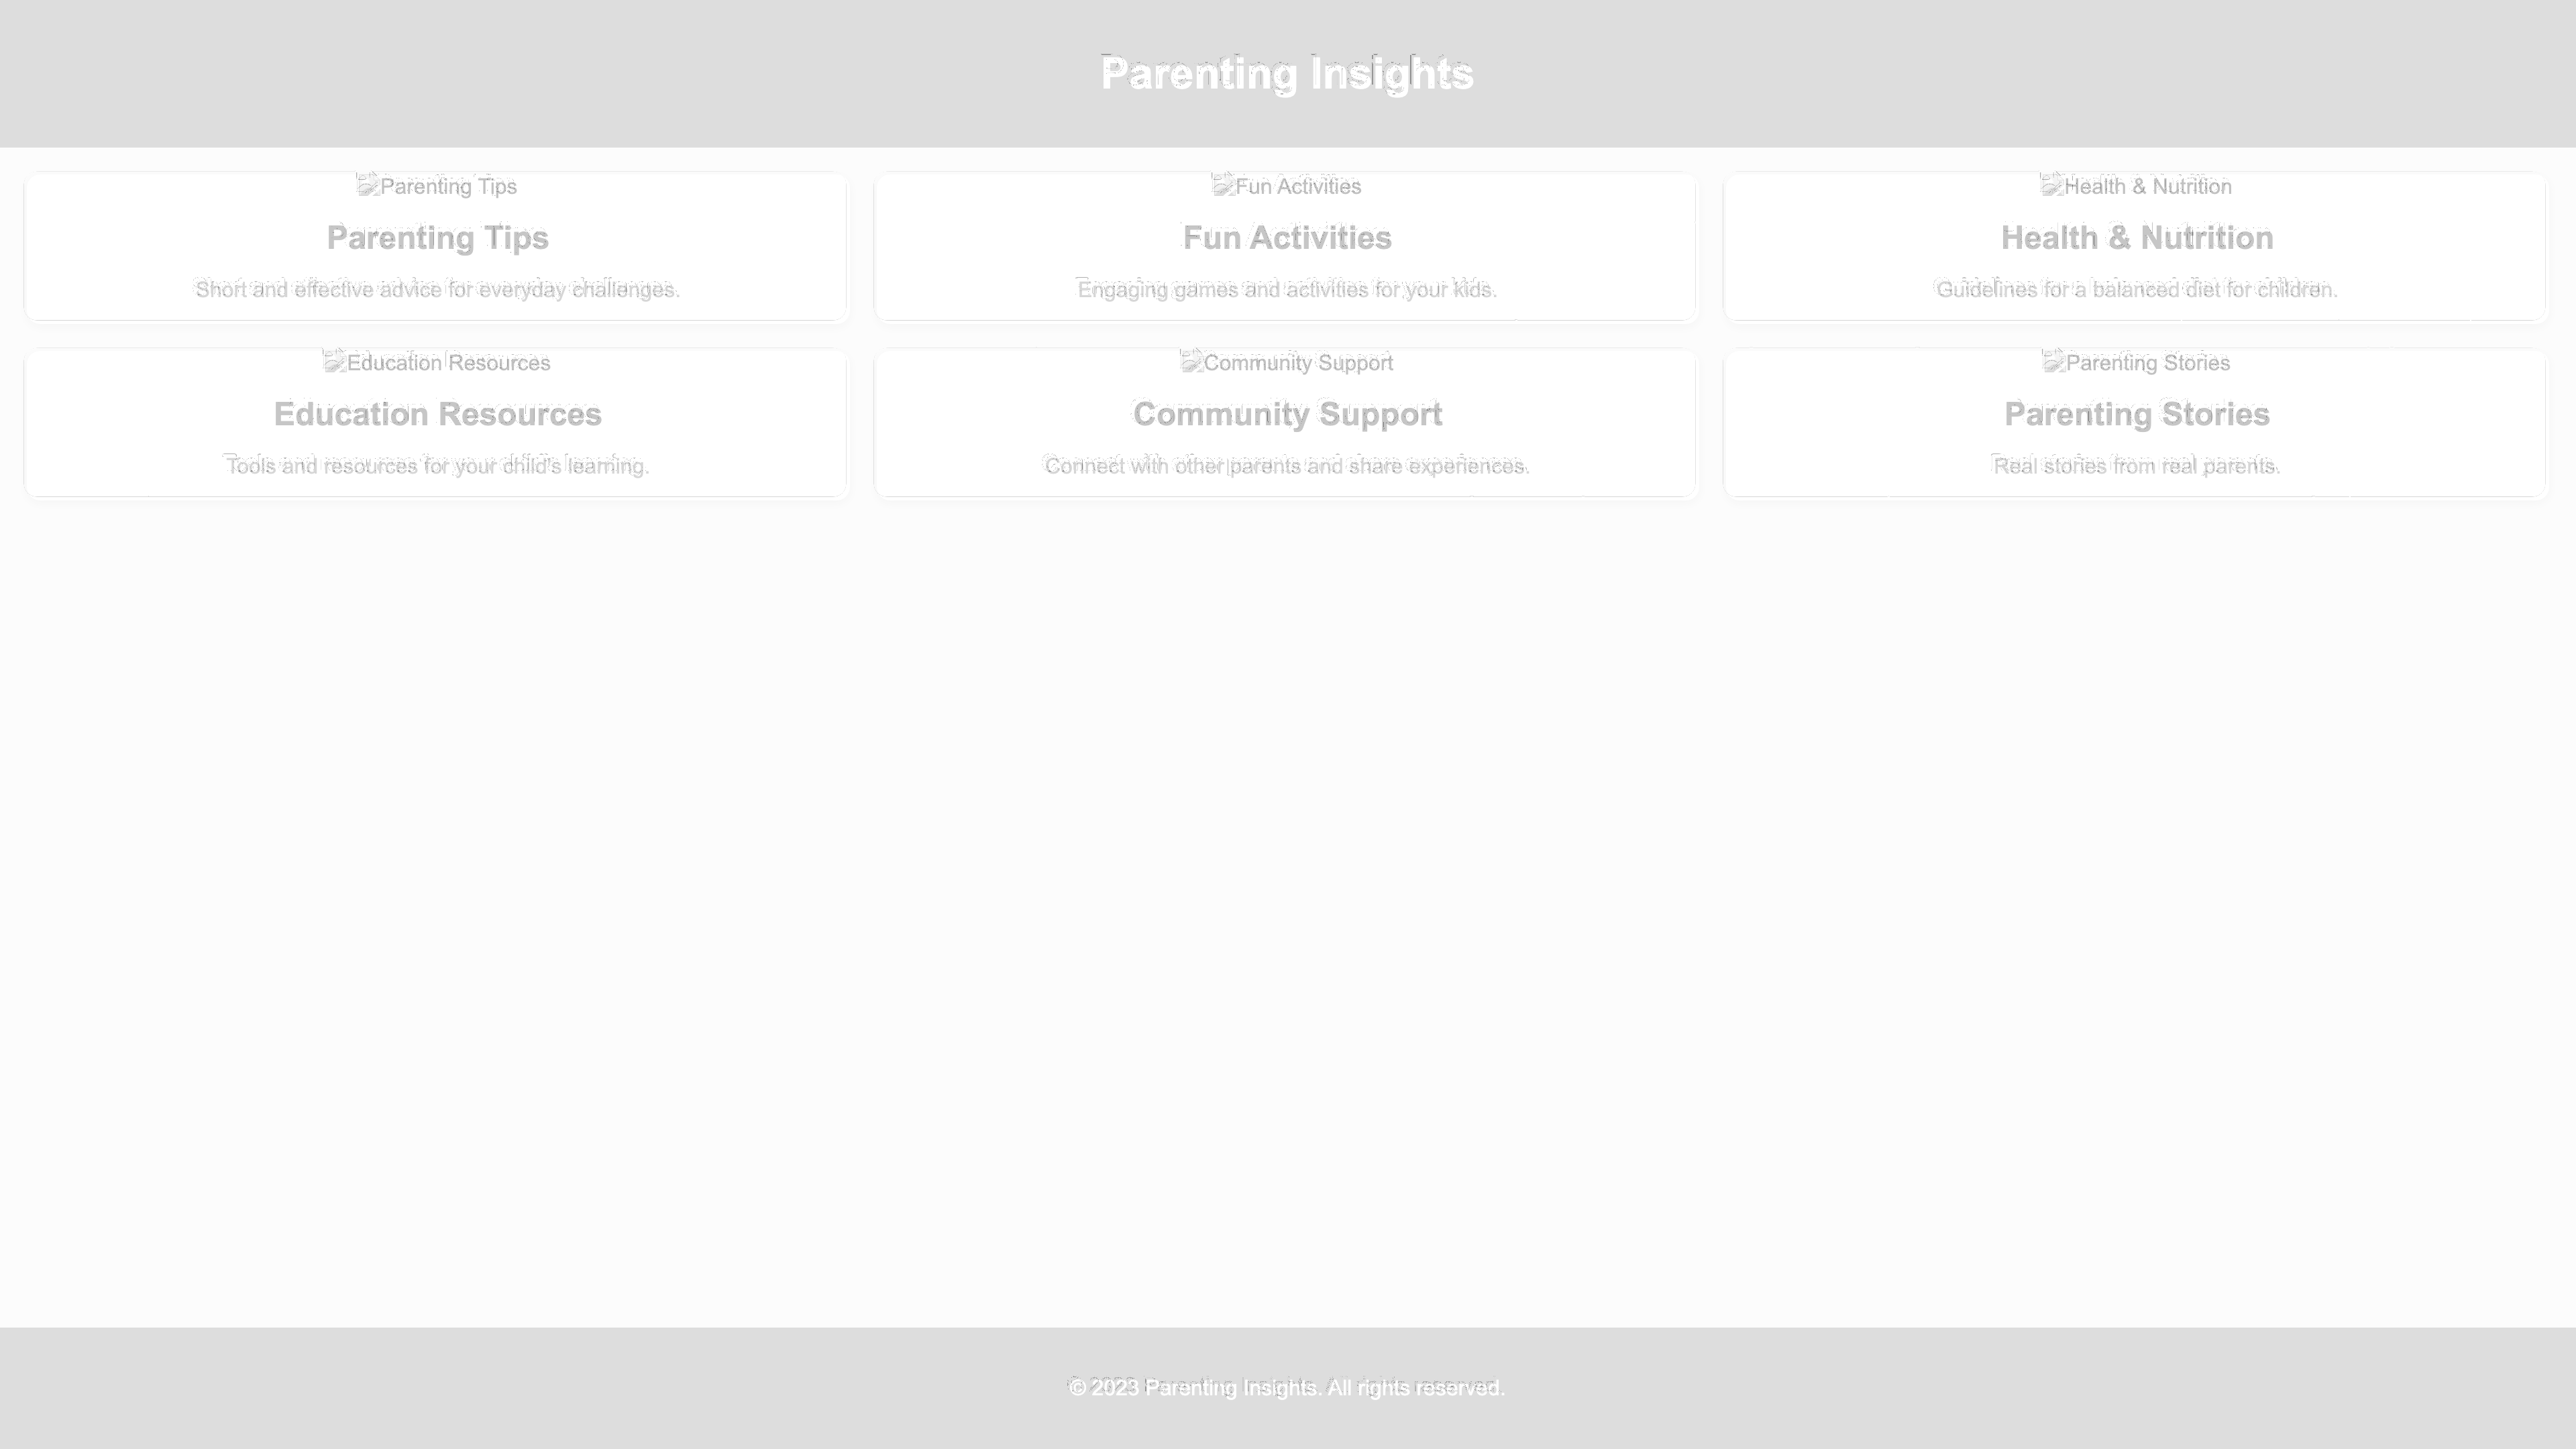 Parenting Insights
Parenting Tips
Parenting Tips
Short and effective advice for everyday challenges.
Fun Activities
Fun Activities
Engaging games and activities for your kids.
Health & Nutrition
Health & Nutrition
Guidelines for a balanced diet for children.
Education Resources
Education Resources
Tools and resources for your child's learning.
Community Support
Community Support
Connect with other parents and share experiences.
Parenting Stories
Parenting Stories
Real stories from real parents.
© 2023 Parenting Insights. All rights reserved.